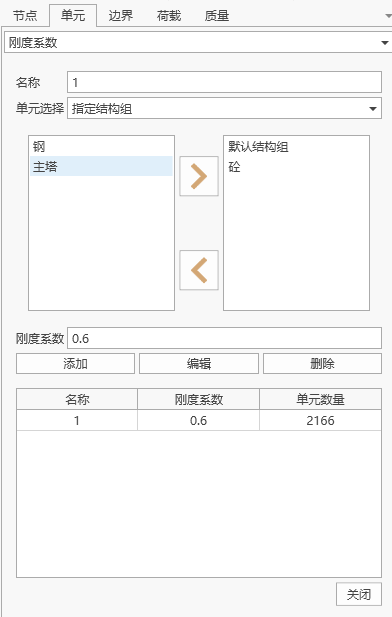 节点 单元 边界 荷载 质量
刚度系数
名称 1
单元选择 指定结构组
钢 默认结构组
主塔 砼
刚度系数 0.6
添加 编辑 删除
名称 刚度系数 单元数量
1 0.6 2166
关闭